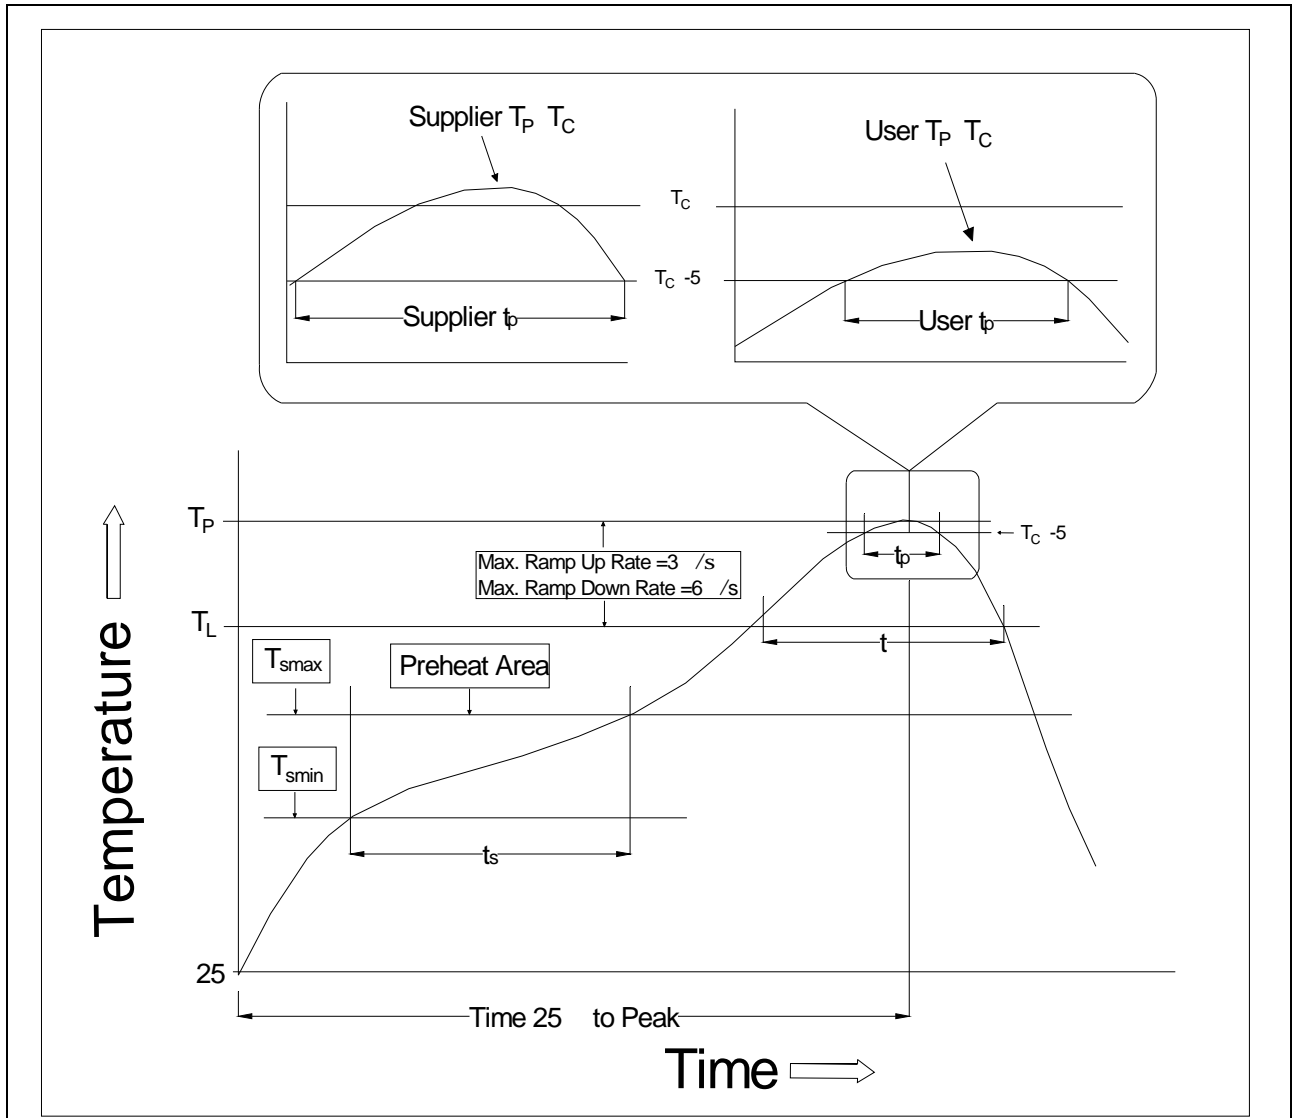 Supplier TP TC
User TP TC
TC
TC -5
Supplier tp
User tp
TP
TC -5
tp
Max. Ramp Up Rate =3 /s
Max. Ramp Down Rate =6 /s
TL
t
Tsmax
Preheat Area
Tsmin
ts
Temperature
25
Time 25 to Peak
Time